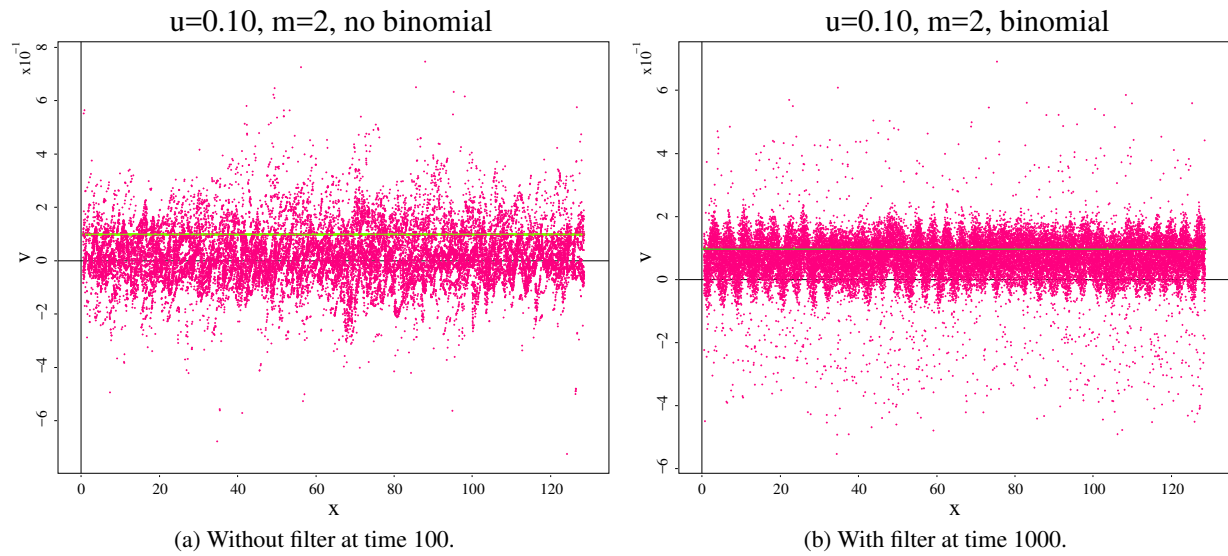 u=0.10, m=2, no binomial
x10⁻¹
8
6
4
2
0
−2
−4
−6
v
0 20 40 60 80 100 120
x
(a) Without filter at time 100.
u=0.10, m=2, binomial
x10⁻¹
6
4
2
0
−2
−4
−6
v
0 20 40 60 80 100 120
x
(b) With filter at time 1000.